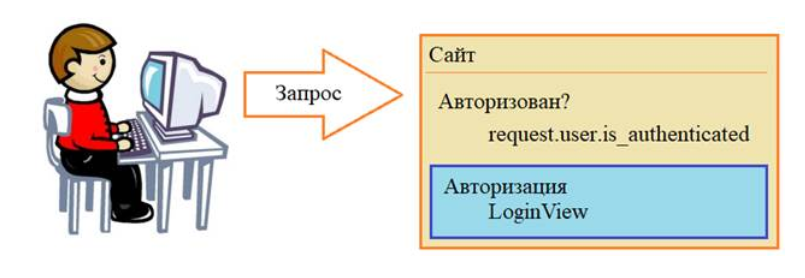 Запрос
Сайт
Авторизован?
request.user.is_authenticated
Авторизация
LoginView